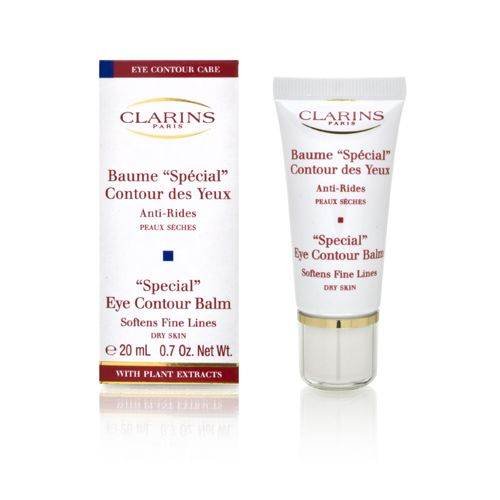 EYE CONTOUR CARE
CLARINS
PARIS
Baume “Spécial”
Contour des Yeux
Anti-Rides
PEAUX SÈCHES
“Special”
Eye Contour Balm
Softens Fine Lines
DRY SKIN
℮ 20 mL 0.7 Oz. Net Wt.
WITH PLANT EXTRACTS
CLARINS
PARIS
Baume “Spécial”
Contour des Yeux
Anti-Rides
PEAUX SÈCHES
“Special”
Eye Contour Balm
Softens Fine Lines
DRY SKIN